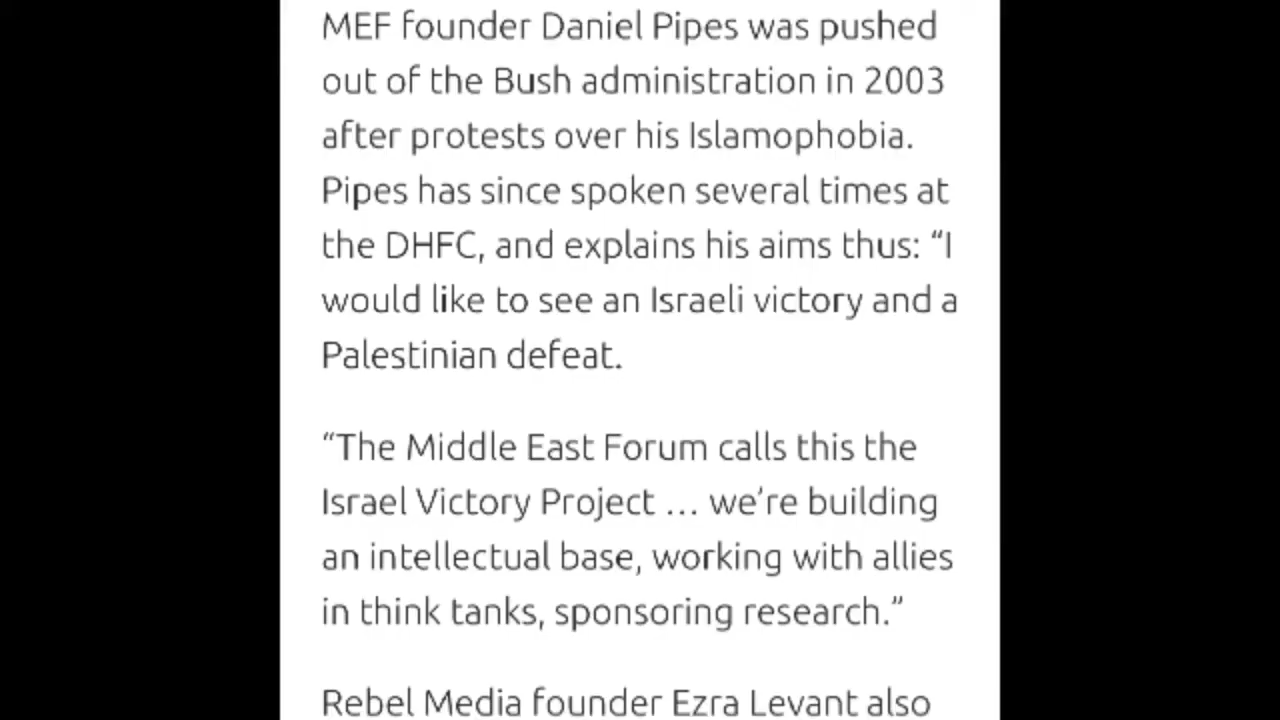 MEF founder Daniel Pipes was pushed
out of the Bush administration in 2003
after protests over his Islamophobia.
Pipes has since spoken several times at
the DHFC, and explains his aims thus: “I
would like to see an Israeli victory and a
Palestinian defeat.
“The Middle East Forum calls this the
Israel Victory Project … we’re building
an intellectual base, working with allies
in think tanks, sponsoring research.”
Rebel Media founder Ezra Levant also